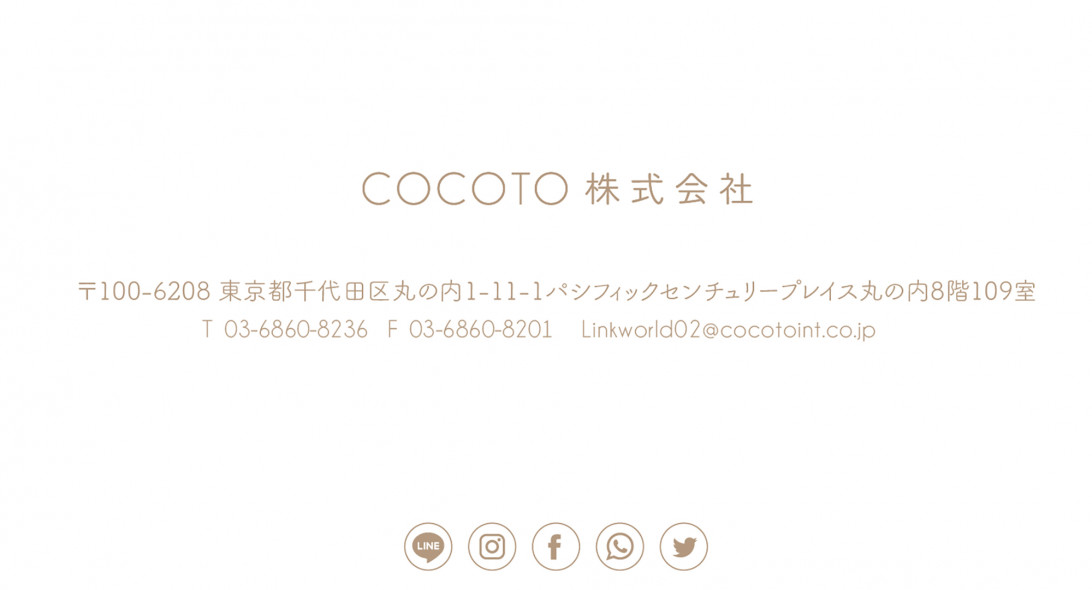 COCOTO 株式会社
〒100-6208 東京都千代田区丸の内1-11-1パシフィックセンチュリープレイス丸の内8階109室
T 03-6860-8236 F 03-6860-8201 Linkworld02@cocotoint.co.jp
LINE